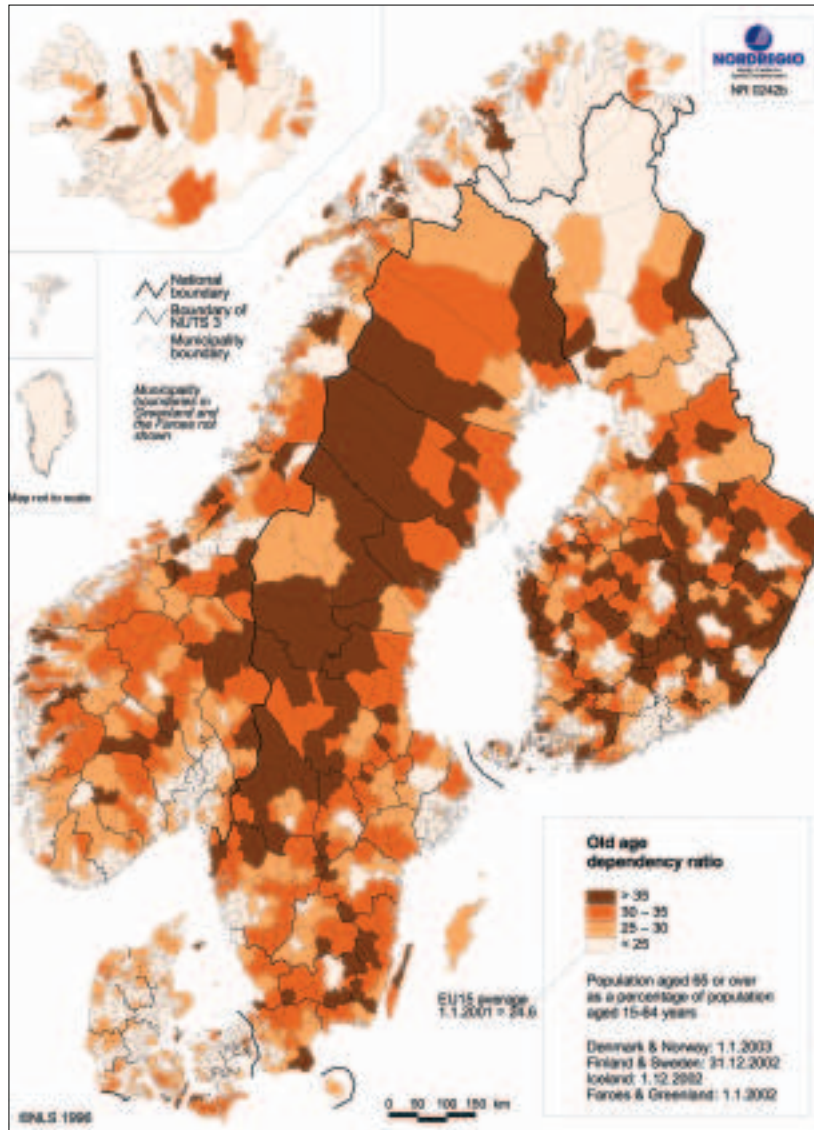 NORDREGIO
NR 0242b
National
boundary
Boundary of
NUTS 3
Municipality
boundary
Municipality
boundaries in
Greenland and
the Faroes not
shown
Map not to scale
Old age
dependency ratio
> 35
30 – 35
25 – 30
< 25
EU15 average
1.1.2001 = 24.6
Population aged 65 or over
as a percentage of population
aged 15-64 years
Denmark & Norway: 1.1.2003
Finland & Sweden: 31.12.2002
Iceland: 1.12.2002
Faroes & Greenland: 1.1.2002
©NLS 1996
0 50 100 150 km